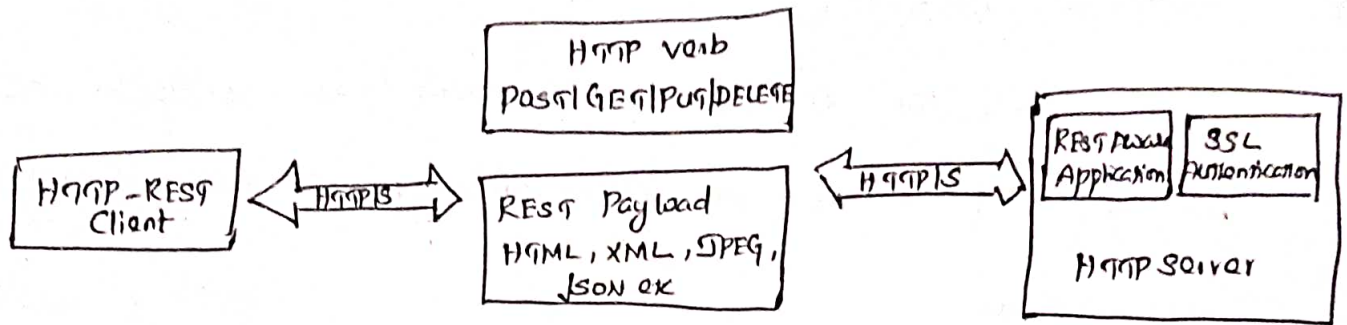 HTTP verb
POST/GET/PUT/DELETE
HTTP-REST
Client
HTTP/S
REST Payload
HTML, XML, JPEG,
JSON etc
HTTP/S
REST Aware
Application
SSL
Authentication
HTTP Server